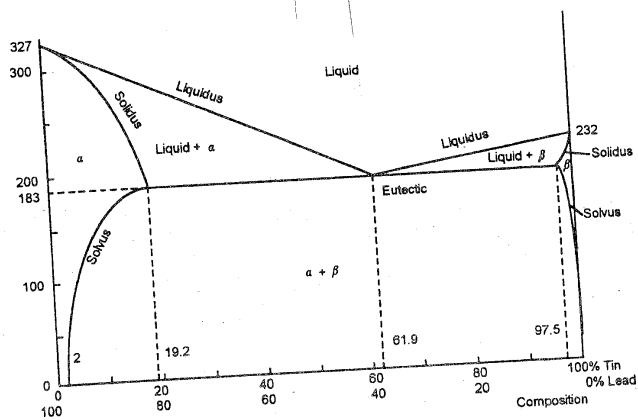 327
300
Liquidus
Liquid
Solidus
Liquidus
232
α
Liquid + α
Liquid + β
β
Solidus
200
183
Eutectic
Solvus
Solvus
α + β
100
2
19.2
61.9
97.5
0
0 20 40 60 80 100% Tin
100 80 60 40 20 0% Lead
Composition